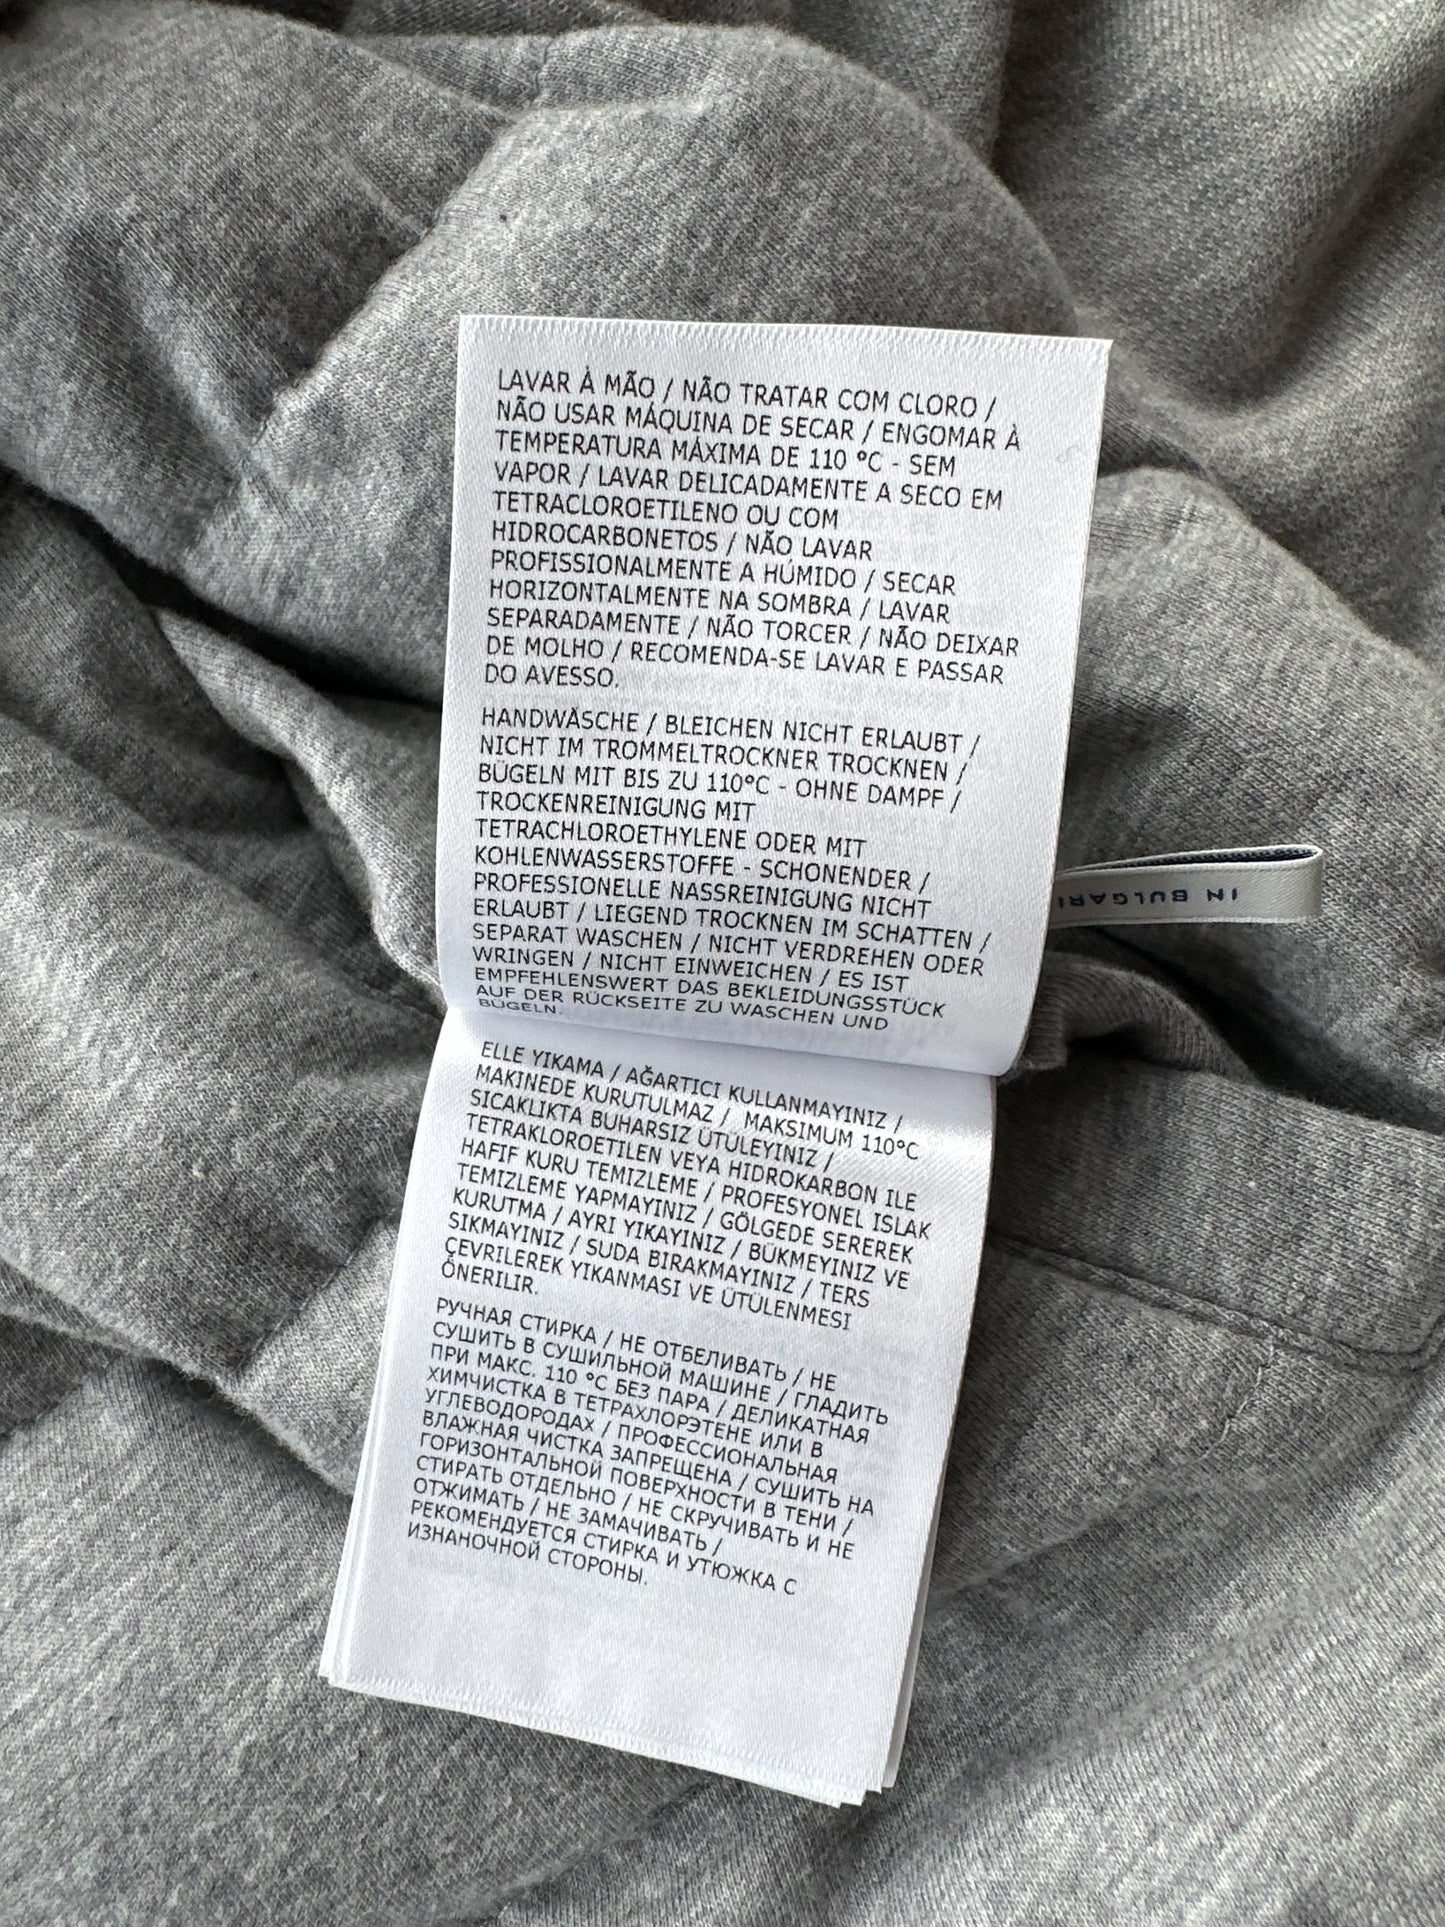 LAVAR À MÃO / NÃO TRATAR COM CLORO /
NÃO USAR MÁQUINA DE SECAR / ENGOMAR À
TEMPERATURA MÁXIMA DE 110 °C - SEM
VAPOR / LAVAR DELICADAMENTE A SECO EM
TETRACLOROETILENO OU COM
HIDROCARBONETOS / NÃO LAVAR
PROFISSIONALMENTE A HÚMIDO / SECAR
HORIZONTALMENTE NA SOMBRA / LAVAR
SEPARADAMENTE / NÃO TORCER / NÃO DEIXAR
DE MOLHO / RECOMENDA-SE LAVAR E PASSAR
DO AVESSO.
HANDWÄSCHE / BLEICHEN NICHT ERLAUBT /
NICHT IM TROMMELTROCKNER TROCKNEN /
BÜGELN MIT BIS ZU 110°C - OHNE DAMPF /
TROCKENREINIGUNG MIT
TETRACHLOROETHYLENE ODER MIT
KOHLENWASSERSTOFFE - SCHONENDER /
PROFESSIONELLE NASSREINIGUNG NICHT
ERLAUBT / LIEGEND TROCKNEN IM SCHATTEN /
SEPARAT WASCHEN / NICHT VERDREHEN ODER
WRINGEN / NICHT EINWEICHEN / ES IST
EMPFEHLENSWERT DAS BEKLEIDUNGSSTÜCK
AUF DER RÜCKSEITE ZU WASCHEN UND
BÜGELN.
ELLE YIKAMA / AĞARTICI KULLANMAYINIZ /
MAKINEDE KURUTULMAZ / MAKSIMUM 110°C
SICAKLIKTA BUHARSIZ ÜTÜLEYINIZ /
TETRAKLOROETILEN VEYA HIDROKARBON ILE
HAFIF KURU TEMIZLEME / PROFESYONEL ISLAK
TEMIZLEME YAPMAYINIZ / GÖLGEDE SEREREK
KURUTMA / AYRI YIKAYINIZ / BÜKMEYINIZ VE
SIKMAYINIZ / SUDA BIRAKMAYINIZ / TERS
ÇEVRILEREK YIKANMASI VE ÜTÜLENMESI
ÖNERILIR.
РУЧНАЯ СТИРКА / НЕ ОТБЕЛИВАТЬ / НЕ
СУШИТЬ В СУШИЛЬНОЙ МАШИНЕ / ГЛАДИТЬ
ПРИ МАКС. 110 °C БЕЗ ПАРА / ДЕЛИКАТНАЯ
ХИМЧИСТКА В ТЕТРАХЛОРЭТЕНЕ ИЛИ В
УГЛЕВОДОРОДАХ / ПРОФЕССИОНАЛЬНАЯ
ВЛАЖНАЯ ЧИСТКА ЗАПРЕЩЕНА / СУШИТЬ НА
ГОРИЗОНТАЛЬНОЙ ПОВЕРХНОСТИ В ТЕНИ /
СТИРАТЬ ОТДЕЛЬНО / НЕ СКРУЧИВАТЬ И НЕ
ОТЖИМАТЬ / НЕ ЗАМАЧИВАТЬ /
РЕКОМЕНДУЕТСЯ СТИРКА И УТЮЖКА С
ИЗНАНОЧНОЙ СТОРОНЫ.
IN BULGARI